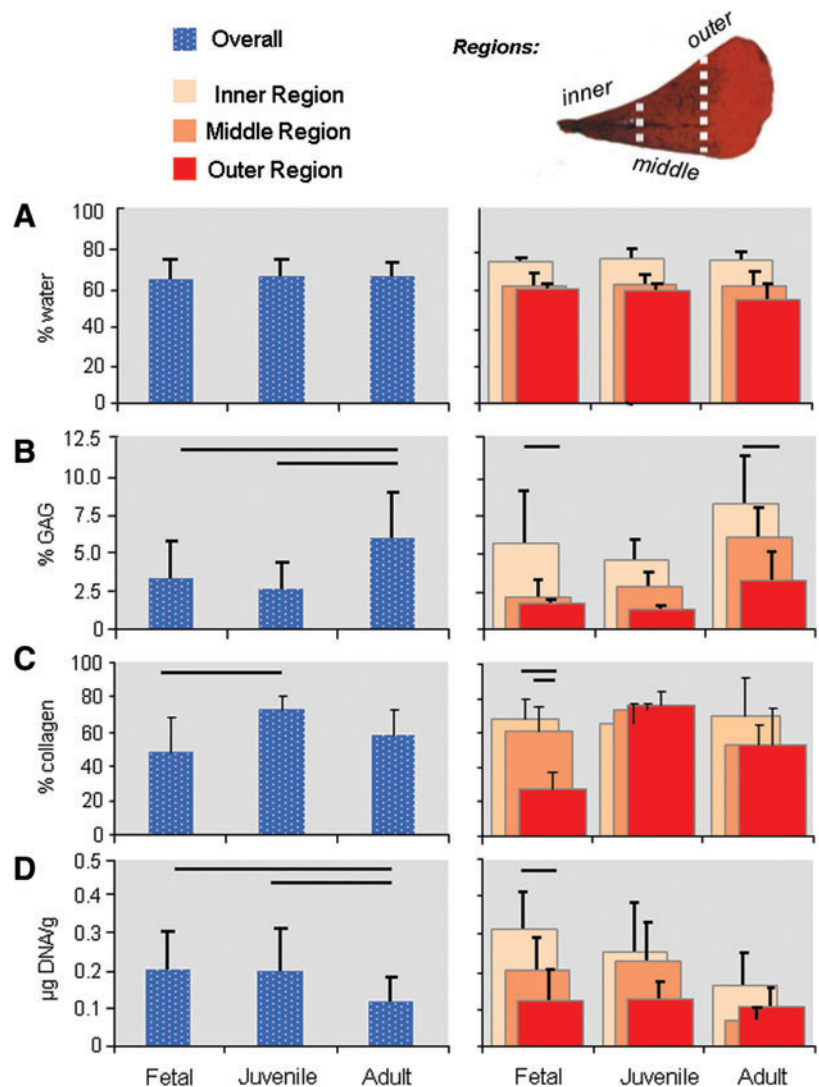 Overall
Regions:
outer
inner
Inner Region
Middle Region
middle
Outer Region
A
100
80
60
40
20
0
% water
B
12.5
10.0
7.5
5.0
2.5
0
% GAG
C
100
80
60
40
20
0
% collagen
D
0.5
0.4
0.3
0.2
0.1
0
µg DNA/g
Fetal Juvenile Adult
Fetal Juvenile Adult